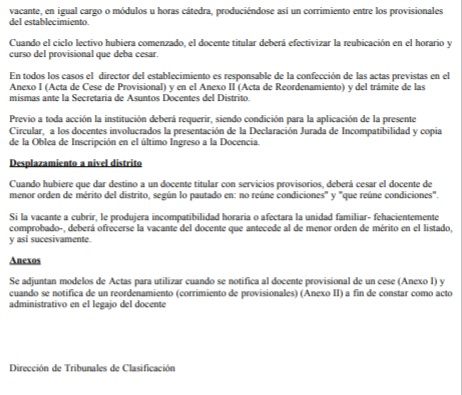 vacante, en igual cargo o módulos u horas cátedra, produciéndose así un corrimiento entre los provisionales
del establecimiento.
Cuando el ciclo lectivo hubiera comenzado, el docente titular deberá efectivizar la reubicación en el horario y
curso del provisional que deba cesar.
En todos los casos el director del establecimiento es responsable de la confección de las actas previstas en el
Anexo I (Acta de Cese de Provisional) y en el Anexo II (Acta de Reordenamiento) y del trámite de las
mismas ante la Secretaria de Asuntos Docentes del Distrito.
Previo a toda acción la institución deberá requerir, siendo condición para la aplicación de la presente
Circular, a los docentes involucrados la presentación de la Declaración Jurada de Incompatibilidad y copia
de la Oblea de Inscripción en el último Ingreso a la Docencia.
Desplazamiento a nivel distrito
Cuando hubiere que dar destino a un docente titular con servicios provisorios, deberá cesar el docente de
menor orden de mérito del distrito, según lo pautado en: no reúne condiciones" y "que reúne condiciones".
Si la vacante a cubrir, le produjera incompatibilidad horaria o afectara la unidad familiar- fehacientemente
comprobado-, deberá ofrecerse la vacante del docente que antecede al de menor orden de mérito en el listado,
y asi sucesivamente.
Anexos
Se adjuntan modelos de Actas para utilizar cuando se notifica al docente provisional de un cese (Anexo I) y
cuando se notifica de un reordenamiento (corrimiento de provisionales) (Anexo II) a fin de constar como acto
administrativo en el legajo del docente
Dirección de Tribunales de Clasificación